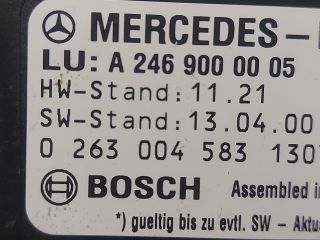 MERCEDES-
LU: A 246 900 00 05
HW-Stand: 11.21
SW-Stand: 13.04.00
0 263 004 583 130
BOSCH Assembled in
*) gueltig bis zu evtl. SW - Aktu